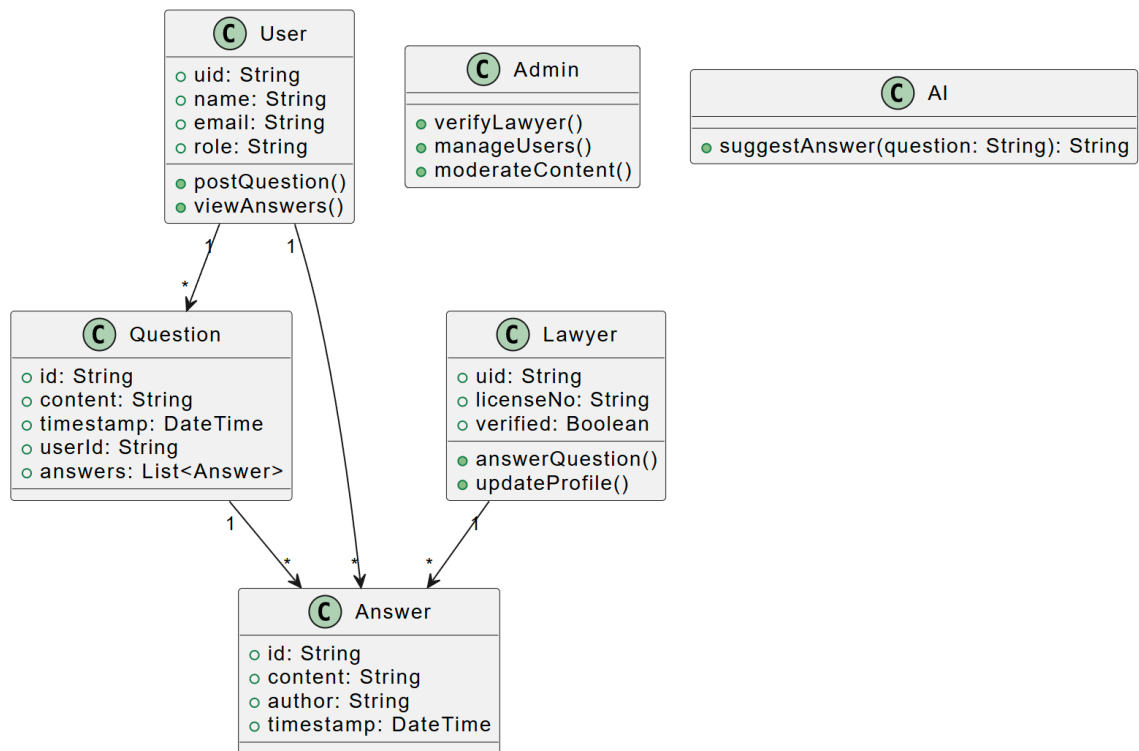 C User
uid: String
name: String
email: String
role: String
postQuestion()
viewAnswers()
C Admin
verifyLawyer()
manageUsers()
moderateContent()
C AI
suggestAnswer(question: String): String
1
1
*
C Question
id: String
content: String
timestamp: DateTime
userId: String
answers: List<Answer>
C Lawyer
uid: String
licenseNo: String
verified: Boolean
answerQuestion()
updateProfile()
1
1
*
*
*
C Answer
id: String
content: String
author: String
timestamp: DateTime